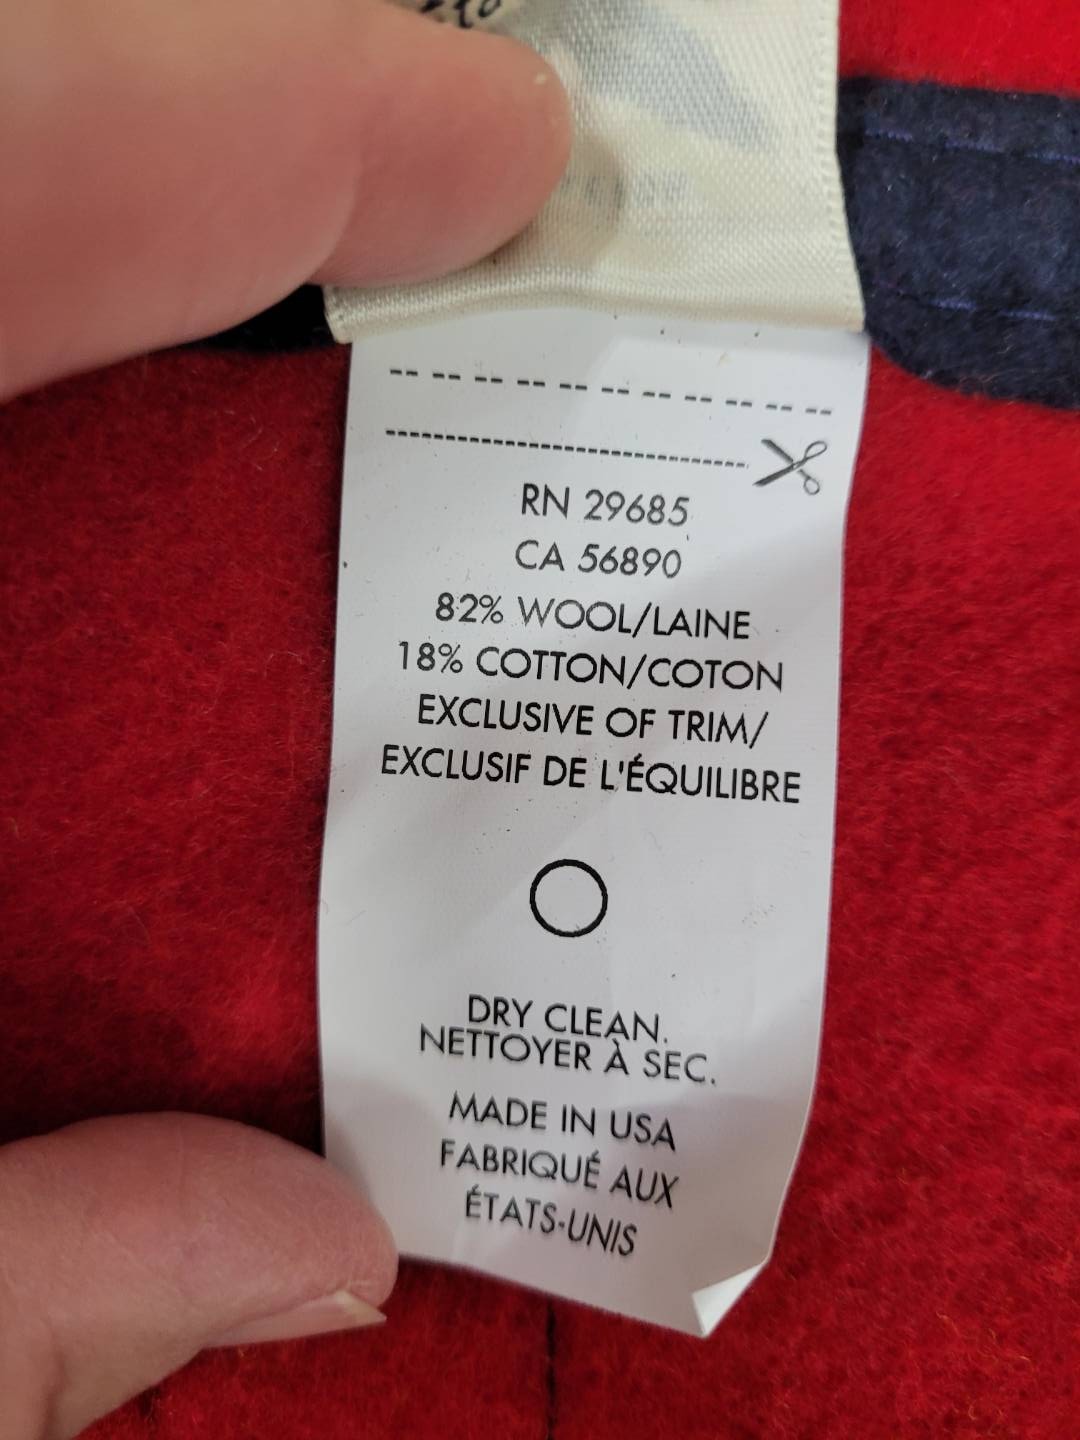 RN 29685
CA 56890
82% WOOL/LAINE
18% COTTON/COTON
EXCLUSIVE OF TRIM/
EXCLUSIF DE L'ÉQUILIBRE
DRY CLEAN.
NETTOYER À SEC.
MADE IN USA
FABRIQUÉ AUX
ÉTATS-UNIS